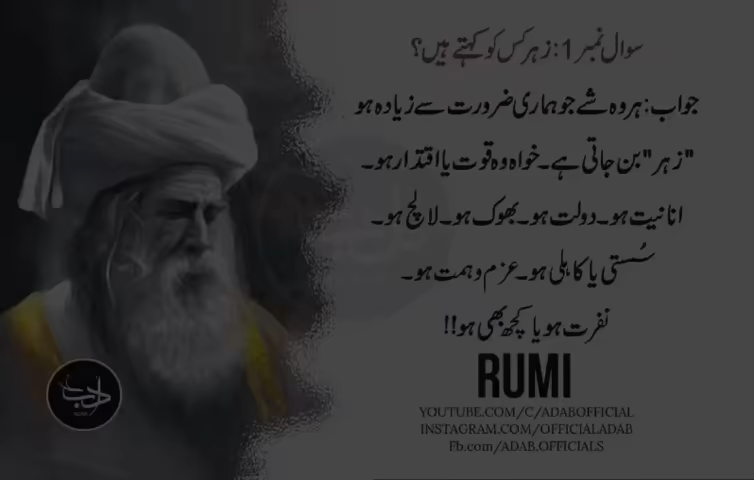 سوال نمبر 1: زہر کس کو کہتے ہیں؟
جواب: ہر وہ شے جو ہماری ضرورت سے زیادہ ہو
"زہر" بن جاتی ہے۔ خواہ وہ قوت یا اقتدار ہو۔
انانیت ہو۔ دولت ہو۔ بھوک ہو۔ لالچ ہو۔
سُستی یا کاہلی ہو۔ عزم و ہمت ہو۔
نفرت ہو یا کچھ بھی ہو!!
RUMI
YOUTUBE.COM/C/ADABOFFICIAL
INSTAGRAM.COM/OFFICIALADAB
Fb.com/ADAB.OFFICIALS
ادب